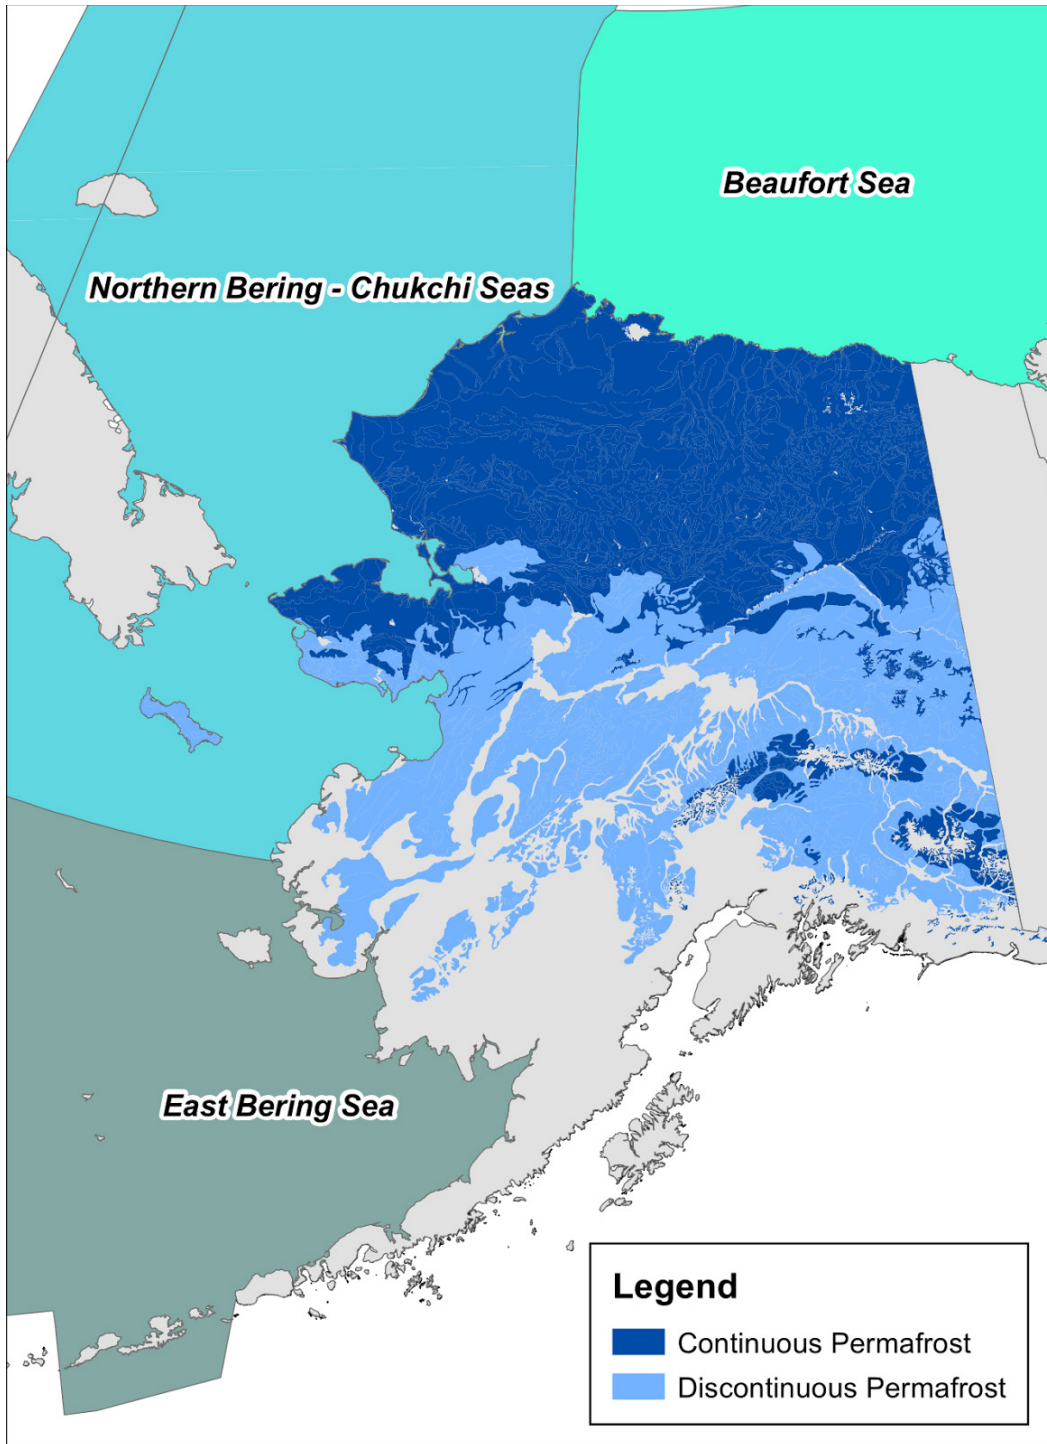 Beaufort Sea
Northern Bering - Chukchi Seas
East Bering Sea
Legend
Continuous Permafrost
Discontinuous Permafrost